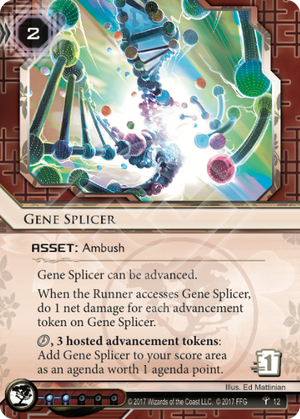 2
GENE SPLICER
ASSET: Ambush
Gene Splicer can be advanced.
When the Runner accesses Gene Splicer,
do 1 net damage for each advancement
token on Gene Splicer.
, 3 hosted advancement tokens:
Add Gene Splicer to your score area
as an agenda worth 1 agenda point.
1
Illus. Ed Mattinian
© 2017 Wizards of the Coast LLC. © 2017 FFG
12